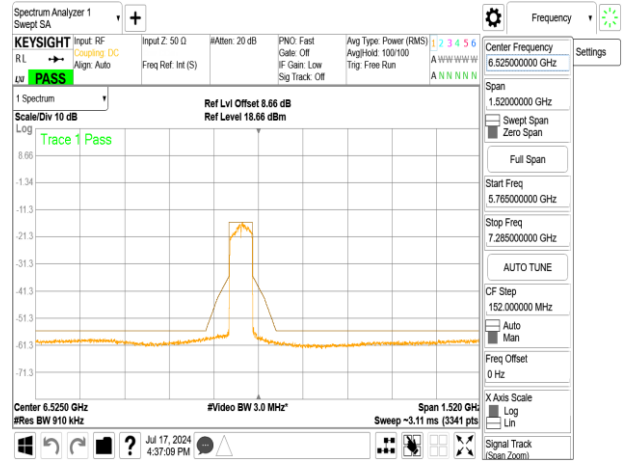 Spectrum Analyzer 1
Swept SA
Frequency
KEYSIGHT
Input: RF
Coupling: DC
Align: Auto
Input Z: 50 Ω
Freq Ref: Int (S)
#Atten: 20 dB
PNO: Fast
Gate: Off
IF Gain: Low
Sig Track: Off
Avg Type: Power (RMS)
Avg|Hold: 100/100
Trig: Free Run
1 2 3 4 5 6
A W W W W W
A N N N N N
R L
PASS
1 Spectrum
Scale/Div 10 dB
Ref Lvl Offset 8.66 dB
Ref Level 18.66 dBm
Log
Trace 1 Pass
8.66
-1.34
-11.3
-21.3
-31.3
-41.3
-51.3
-61.3
-71.3
Center 6.5250 GHz
#Res BW 910 kHz
#Video BW 3.0 MHz*
Span 1.520 GHz
Sweep ~3.11 ms (3341 pts
Jul 17, 2024
4:37:09 PM
Center Frequency
6.525000000 GHz
Settings
Span
1.52000000 GHz
Swept Span
Zero Span
Full Span
Start Freq
5.765000000 GHz
Stop Freq
7.285000000 GHz
AUTO TUNE
CF Step
152.000000 MHz
Auto
Man
Freq Offset
0 Hz
X Axis Scale
Log
Lin
Signal Track
(Span Zoom)